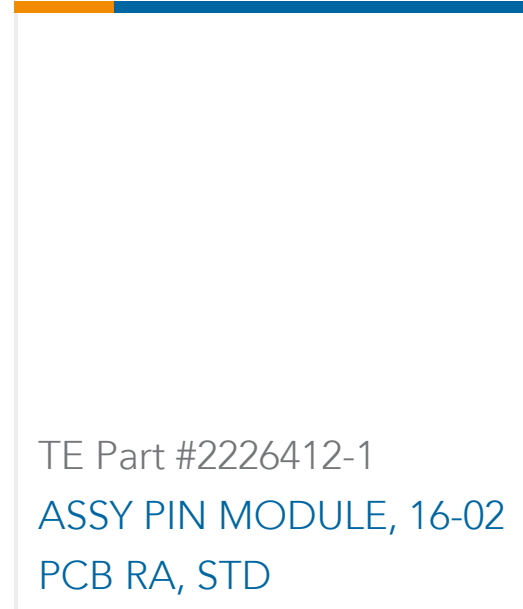 TE Part #2226412-1
ASSY PIN MODULE, 16-02
PCB RA, STD